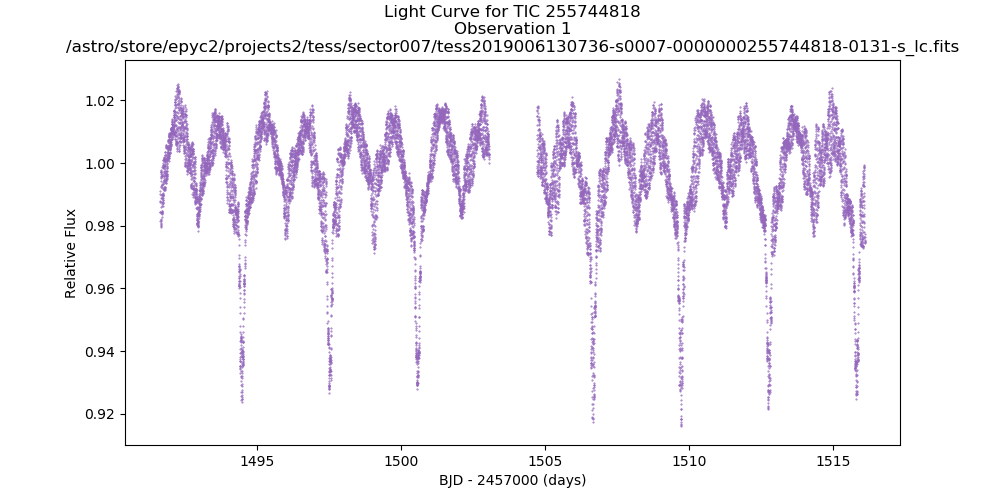 Light Curve for TIC 255744818
Observation 1
/astro/store/epyc2/projects2/tess/sector007/tess2019006130736-s0007-0000000255744818-0131-s_lc.fits
1.02
1.00
0.98
0.96
0.94
0.92
Relative Flux
1495
1500
1505
1510
1515
BJD - 2457000 (days)